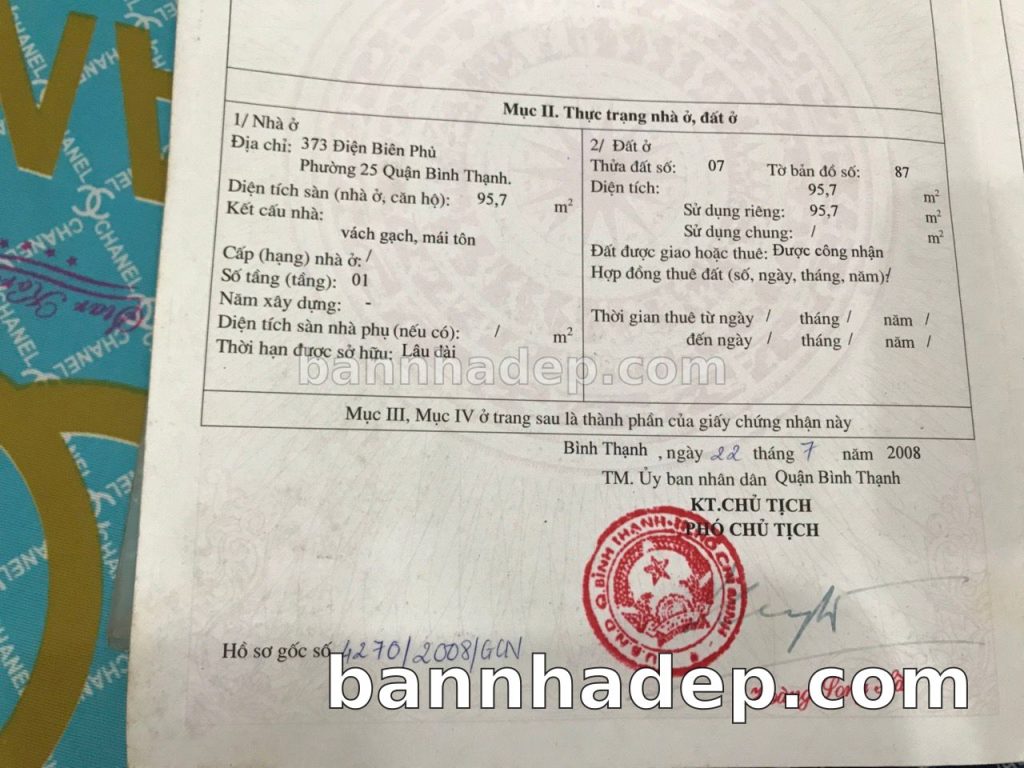 Mục II. Thực trạng nhà ở, đất ở
1/ Nhà ở
Địa chỉ: 373 Điện Biên Phủ
Phường 25 Quận Bình Thạnh.
Diện tích sàn (nhà ở, căn hộ): 95,7 m²
Kết cấu nhà:
vách gạch, mái tôn
Cấp (hạng) nhà ở: /
Số tầng (tầng): 01
Năm xây dựng: -
Diện tích sàn nhà phụ (nếu có): / m²
Thời hạn được sở hữu: Lâu dài
2/ Đất ở
Thửa đất số: 07 Tờ bản đồ số: 87
Diện tích: 95,7 m²
Sử dụng riêng: 95,7 m²
Sử dụng chung: / m²
Đất được giao hoặc thuê: Được công nhận
Hợp đồng thuê đất (số, ngày, tháng, năm): /
Thời gian thuê từ ngày / tháng / năm /
đến ngày / tháng / năm /
bannhadep.com
Mục III, Mục IV ở trang sau là thành phần của giấy chứng nhận này
Bình Thạnh , ngày 22 tháng 7 năm 2008
TM. Ủy ban nhân dân Quận Bình Thạnh
KT.CHỦ TỊCH
PHÓ CHỦ TỊCH
U.B.N.D Q.BÌNH THẠNH
Hồ sơ gốc số 4270/2008/GCN
bannhadep.com
CHANEL
CHANEL
CHANEL
CHANEL
CHANEL